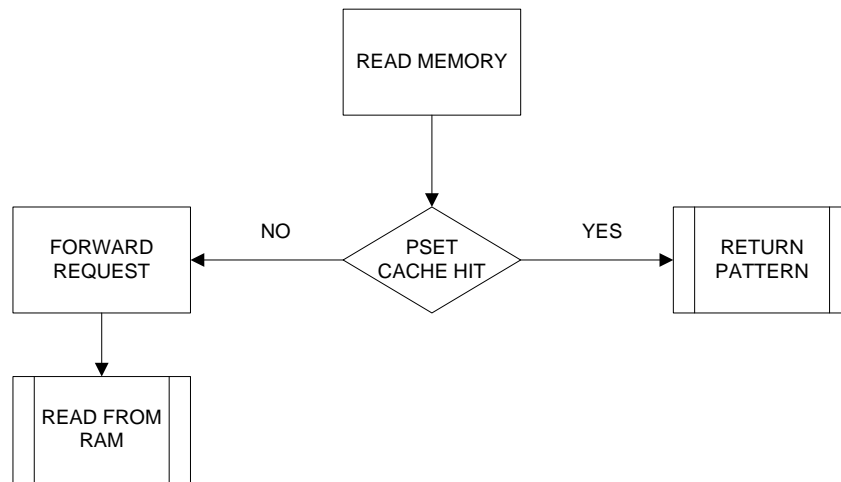 READ MEMORY
NO
YES
FORWARD
REQUEST
PSET
CACHE HIT
RETURN
PATTERN
READ FROM
RAM